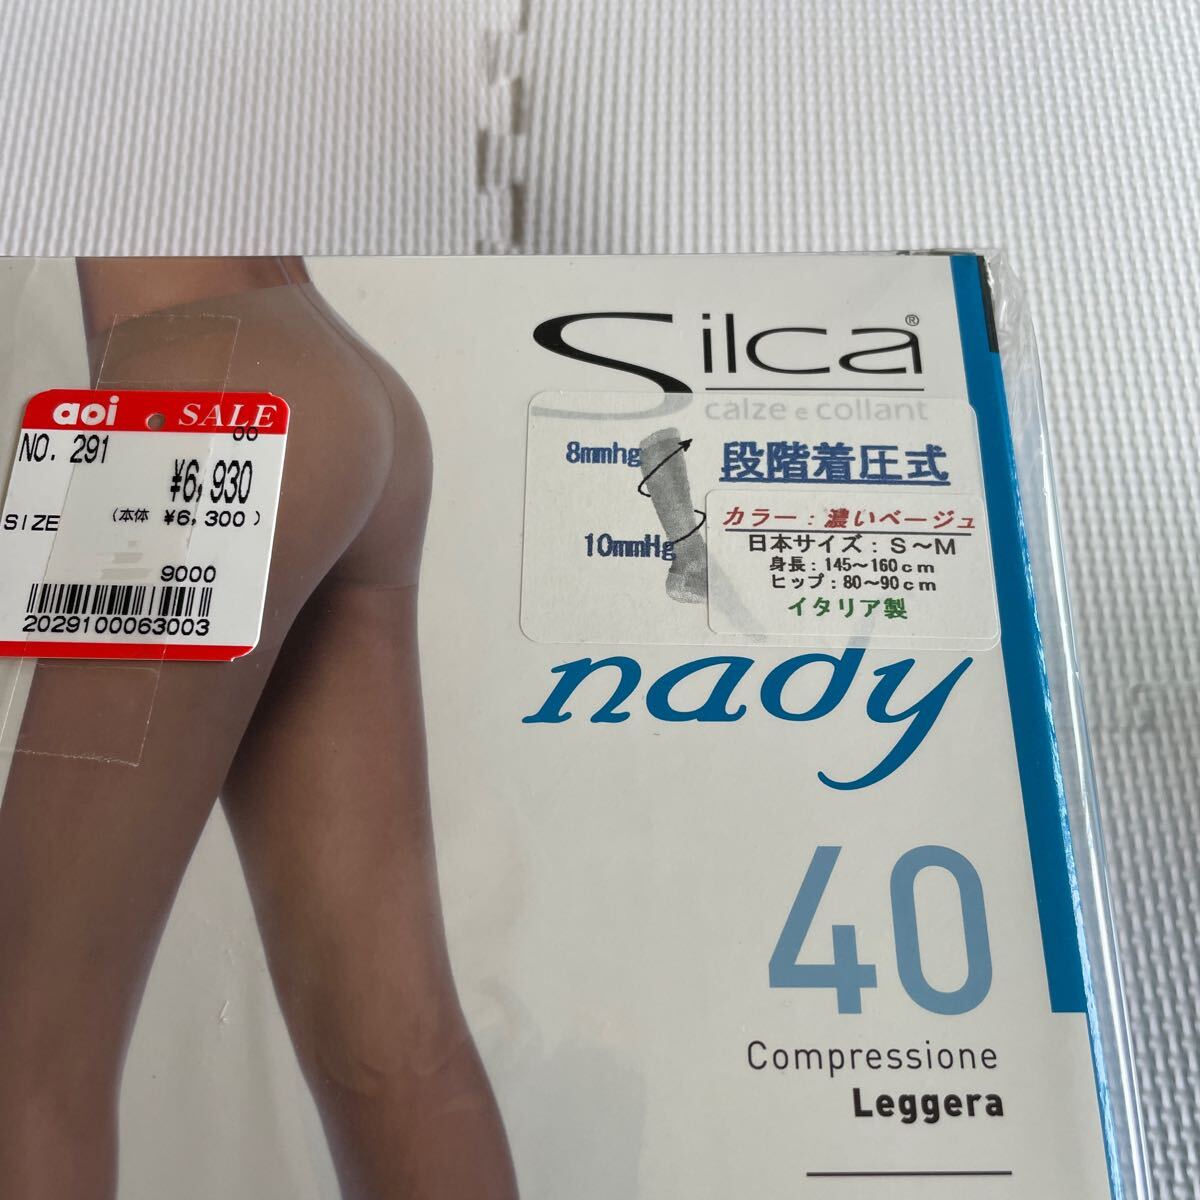 Silca®
calze e collant
8mmhg
段階着圧式
10mmHg
カラー：濃いベージュ
日本サイズ：S～M
身長：145～160cm
ヒップ：80～90cm
イタリア製
nady
40
Compressione
Leggera
aoi SALE
00
NO. 291
¥6,930
SIZE
(本体 ¥6,300)
9000
2029100063003